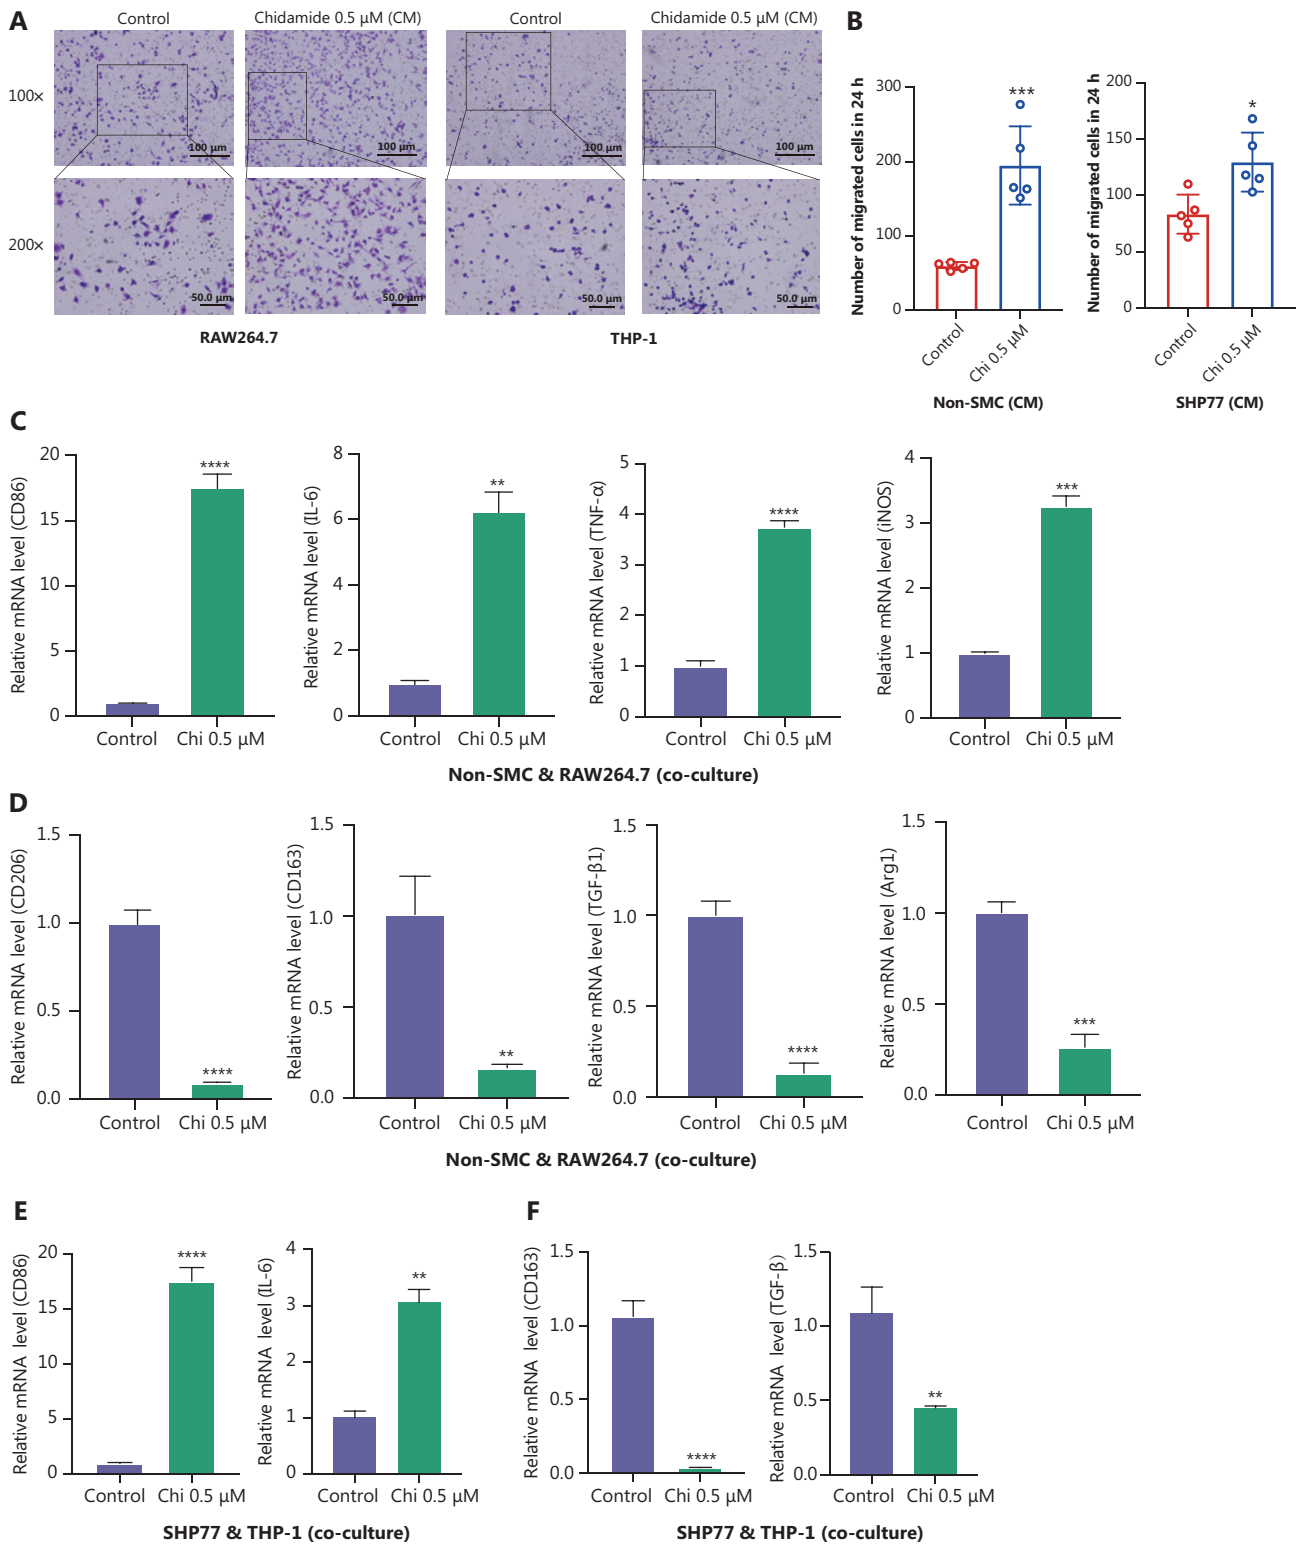 A
Control
Chidamide 0.5 µM (CM)
Control
Chidamide 0.5 µM (CM)
100×
100 µm
100 µm
100 µm
100 µm
200×
50.0 µm
50.0 µm
50.0 µm
50.0 µm
RAW264.7
THP-1
B
Number of migrated cells in 24 h
300
200
100
0
***
Control
Chi 0.5 µM
Non-SMC (CM)
Number of migrated cells in 24 h
200
150
100
50
0
*
Control
Chi 0.5 µM
SHP77 (CM)
C
Relative mRNA level (CD86)
20
15
10
5
0
****
Control
Chi 0.5 µM
Relative mRNA level (IL-6)
8
6
4
2
0
**
Control
Chi 0.5 µM
Relative mRNA level (TNF-α)
5
4
3
2
1
0
****
Control
Chi 0.5 µM
Relative mRNA level (iNOS)
4
3
2
1
0
***
Control
Chi 0.5 µM
Non-SMC & RAW264.7 (co-culture)
D
Relative mRNA level (CD206)
1.5
1.0
0.5
0.0
****
Control
Chi 0.5 µM
Relative mRNA level (CD163)
1.5
1.0
0.5
0.0
**
Control
Chi 0.5 µM
Relative mRNA level (TGF-β1)
1.5
1.0
0.5
0.0
****
Control
Chi 0.5 µM
Relative mRNA level (Arg1)
1.5
1.0
0.5
0.0
***
Control
Chi 0.5 µM
Non-SMC & RAW264.7 (co-culture)
E
Relative mRNA level (CD86)
20
15
10
5
0
****
Control
Chi 0.5 µM
Relative mRNA level (IL-6)
4
3
2
1
0
**
Control
Chi 0.5 µM
SHP77 & THP-1 (co-culture)
F
Relative mRNA level (CD163)
1.5
1.0
0.5
0.0
****
Control
Chi 0.5 µM
Relative mRNA level (TGF-β)
1.5
1.0
0.5
0.0
**
Control
Chi 0.5 µM
SHP77 & THP-1 (co-culture)